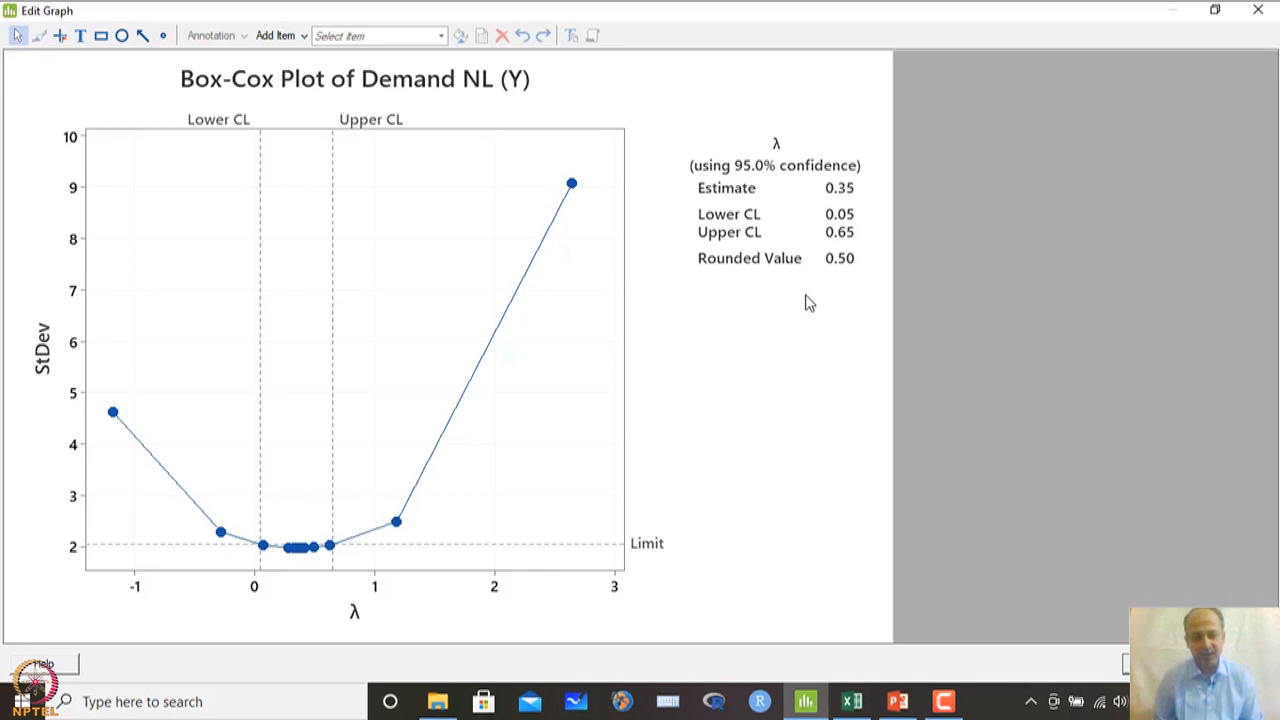 Edit Graph
T Annotation Add Item Select Item
Box-Cox Plot of Demand NL (Y)
Lower CL Upper CL
10
9
8
7
6
5
4
3
2
StDev
-1 0 1 2 3
λ
Limit
λ
(using 95.0% confidence)
Estimate 0.35
Lower CL 0.05
Upper CL 0.65
Rounded Value 0.50
Help
NPTEL
Type here to search
R